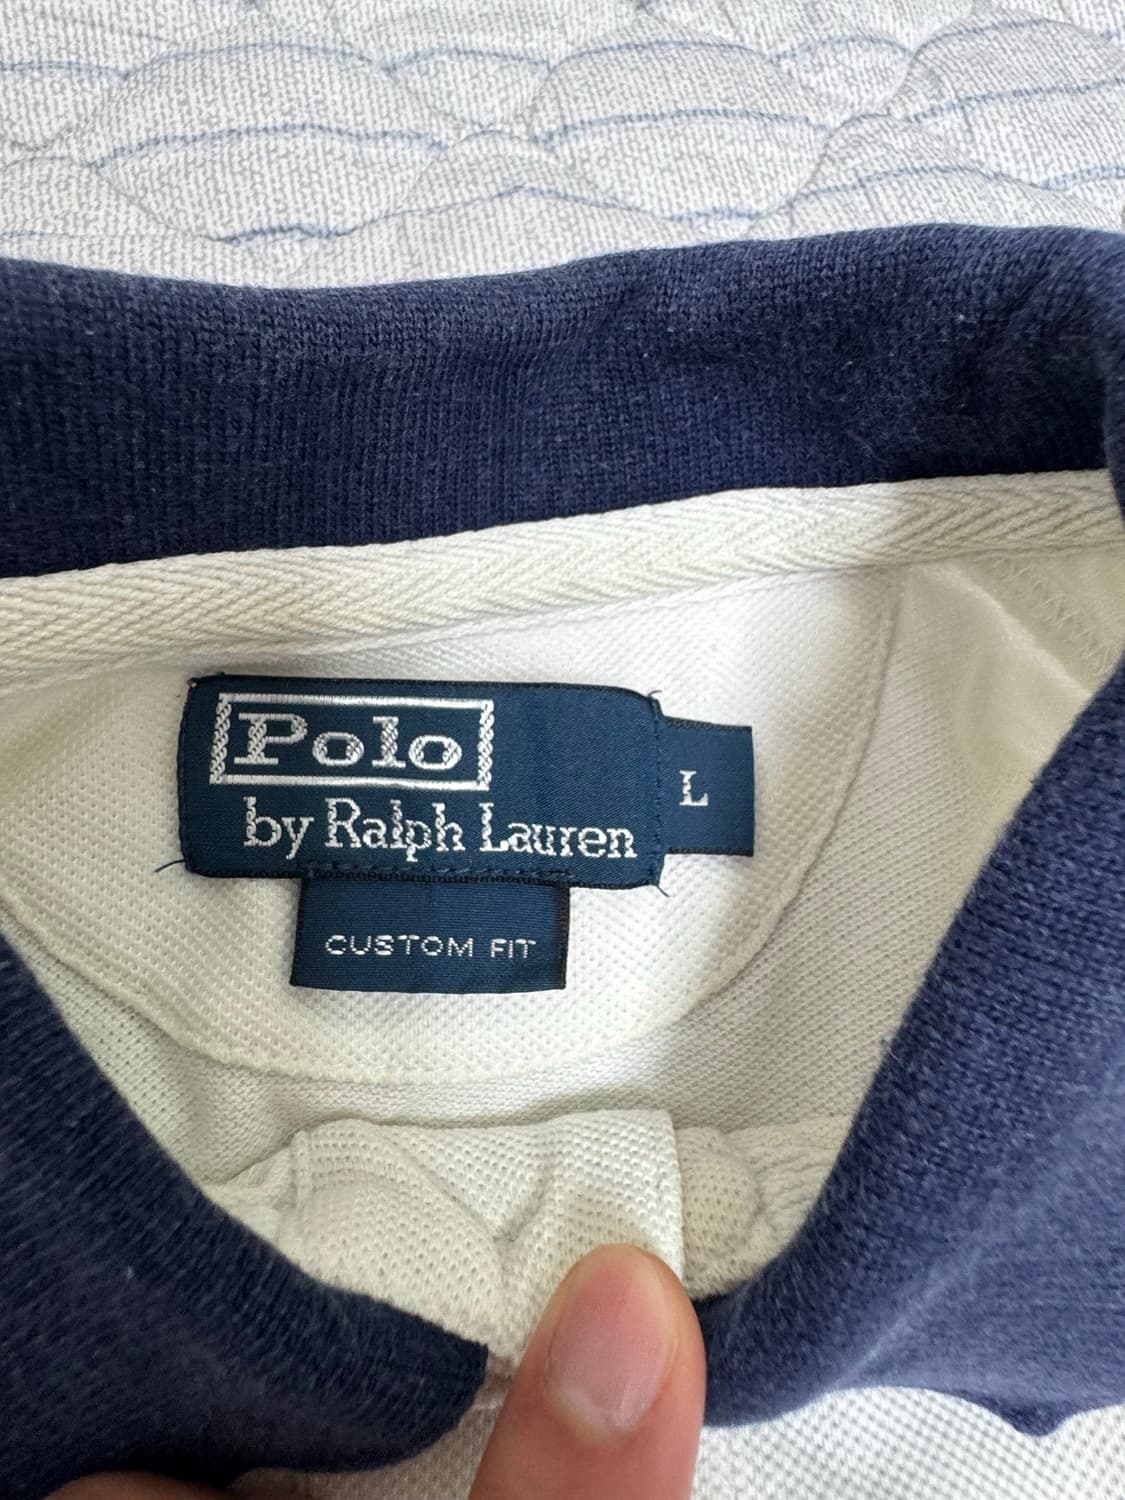 Polo
by Ralph Lauren
L
CUSTOM FIT